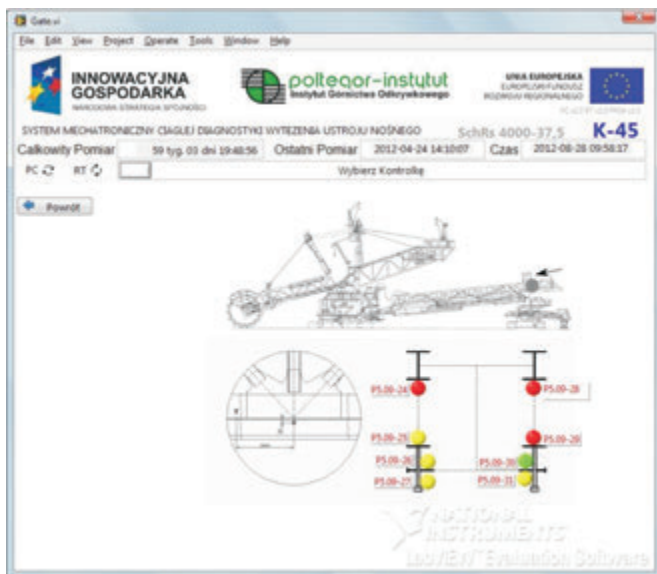 Gate.vi
File Edit View Project Operate Tools Window Help
INNOWACYJNA
GOSPODARKA
NARODOWA STRATEGIA SPÓJNOŚCI
poltegor-instytut
Instytut Górnictwa Odkrywkowego
UNIA EUROPEJSKA
EUROPEJSKI FUNDUSZ
ROZWOJU REGIONALNEGO
SYSTEM MECHATRONICZNY CIĄGŁEJ DIAGNOSTYKI WYTĘŻENIA USTROJU NOŚNEGO SchRs 4000-37,5 K-45
Całkowity Pomiar 59 tyg. 03 dni 19:48:56 Ostatni Pomiar 2012-04-24 14:10:07 Czas 2012-08-28 09:58:17
PC RT Wybierz Kontrolkę
Powrót
P5.09-24 P5.09-28
P5.09-25 P5.09-29
P5.09-26 P5.09-30
P5.09-27 P5.09-31
NATIONAL
INSTRUMENTS
LabVIEW Evaluation Software